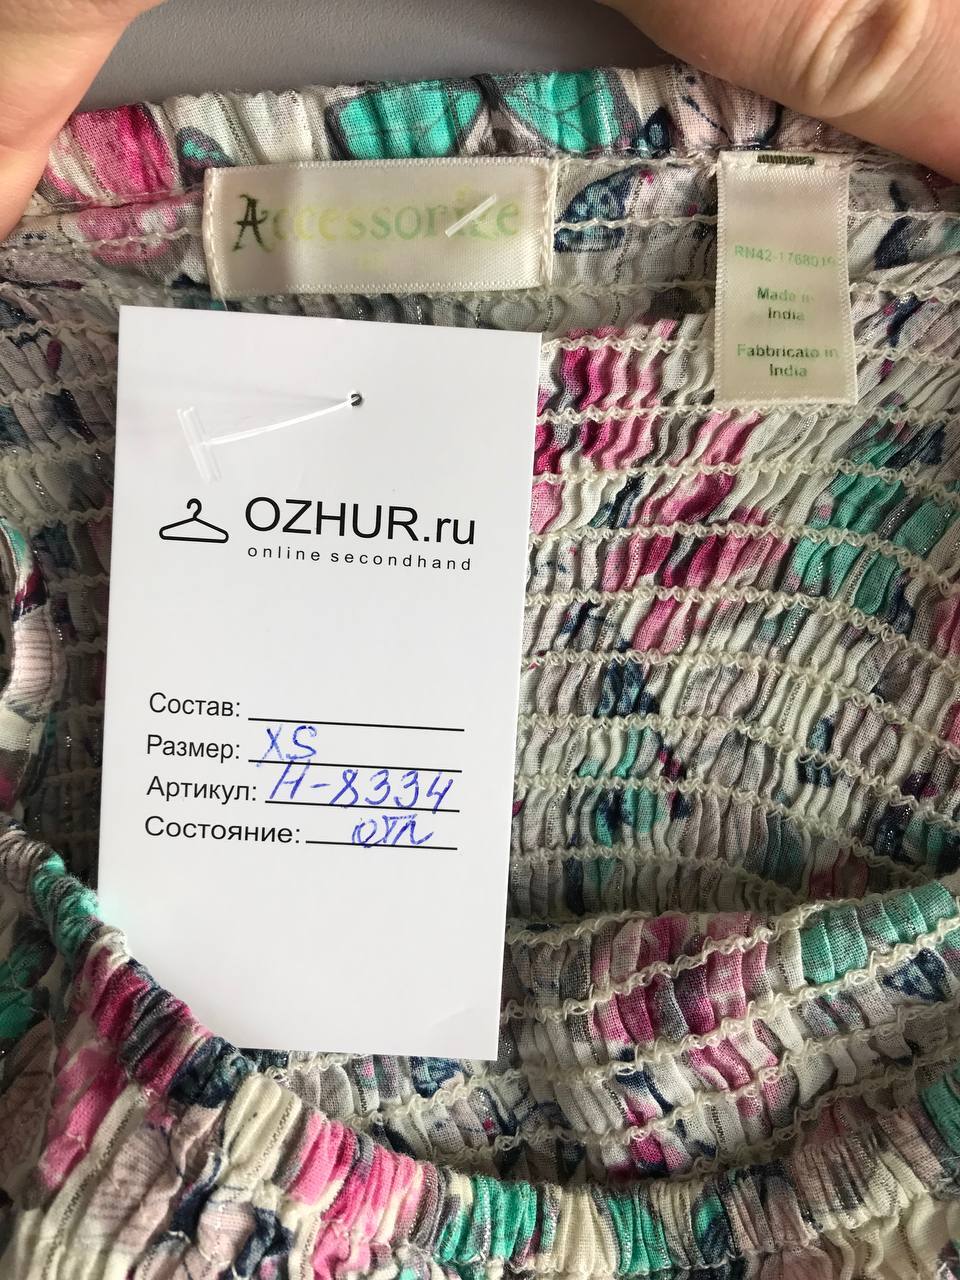 Accessorize
RN42-1768019
Made in
India
Fabbricato in
India
OZHUR.ru
online secondhand
Состав:
Размер: XS
Артикул: Н-8334
Состояние: отл